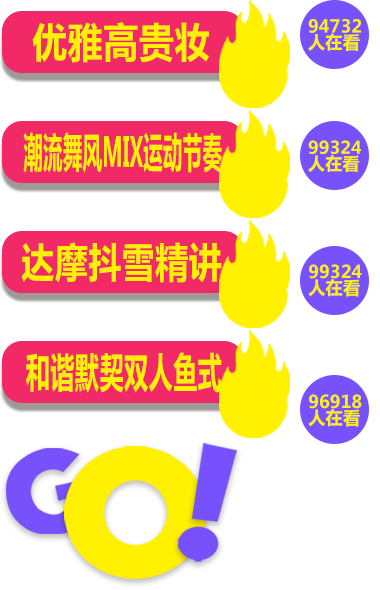 优雅高贵妆
94732
人在看
潮流舞风MIX运动节奏
99324
人在看
达摩抖雪精讲
99324
人在看
和谐默契双人鱼式
96918
人在看
GO!